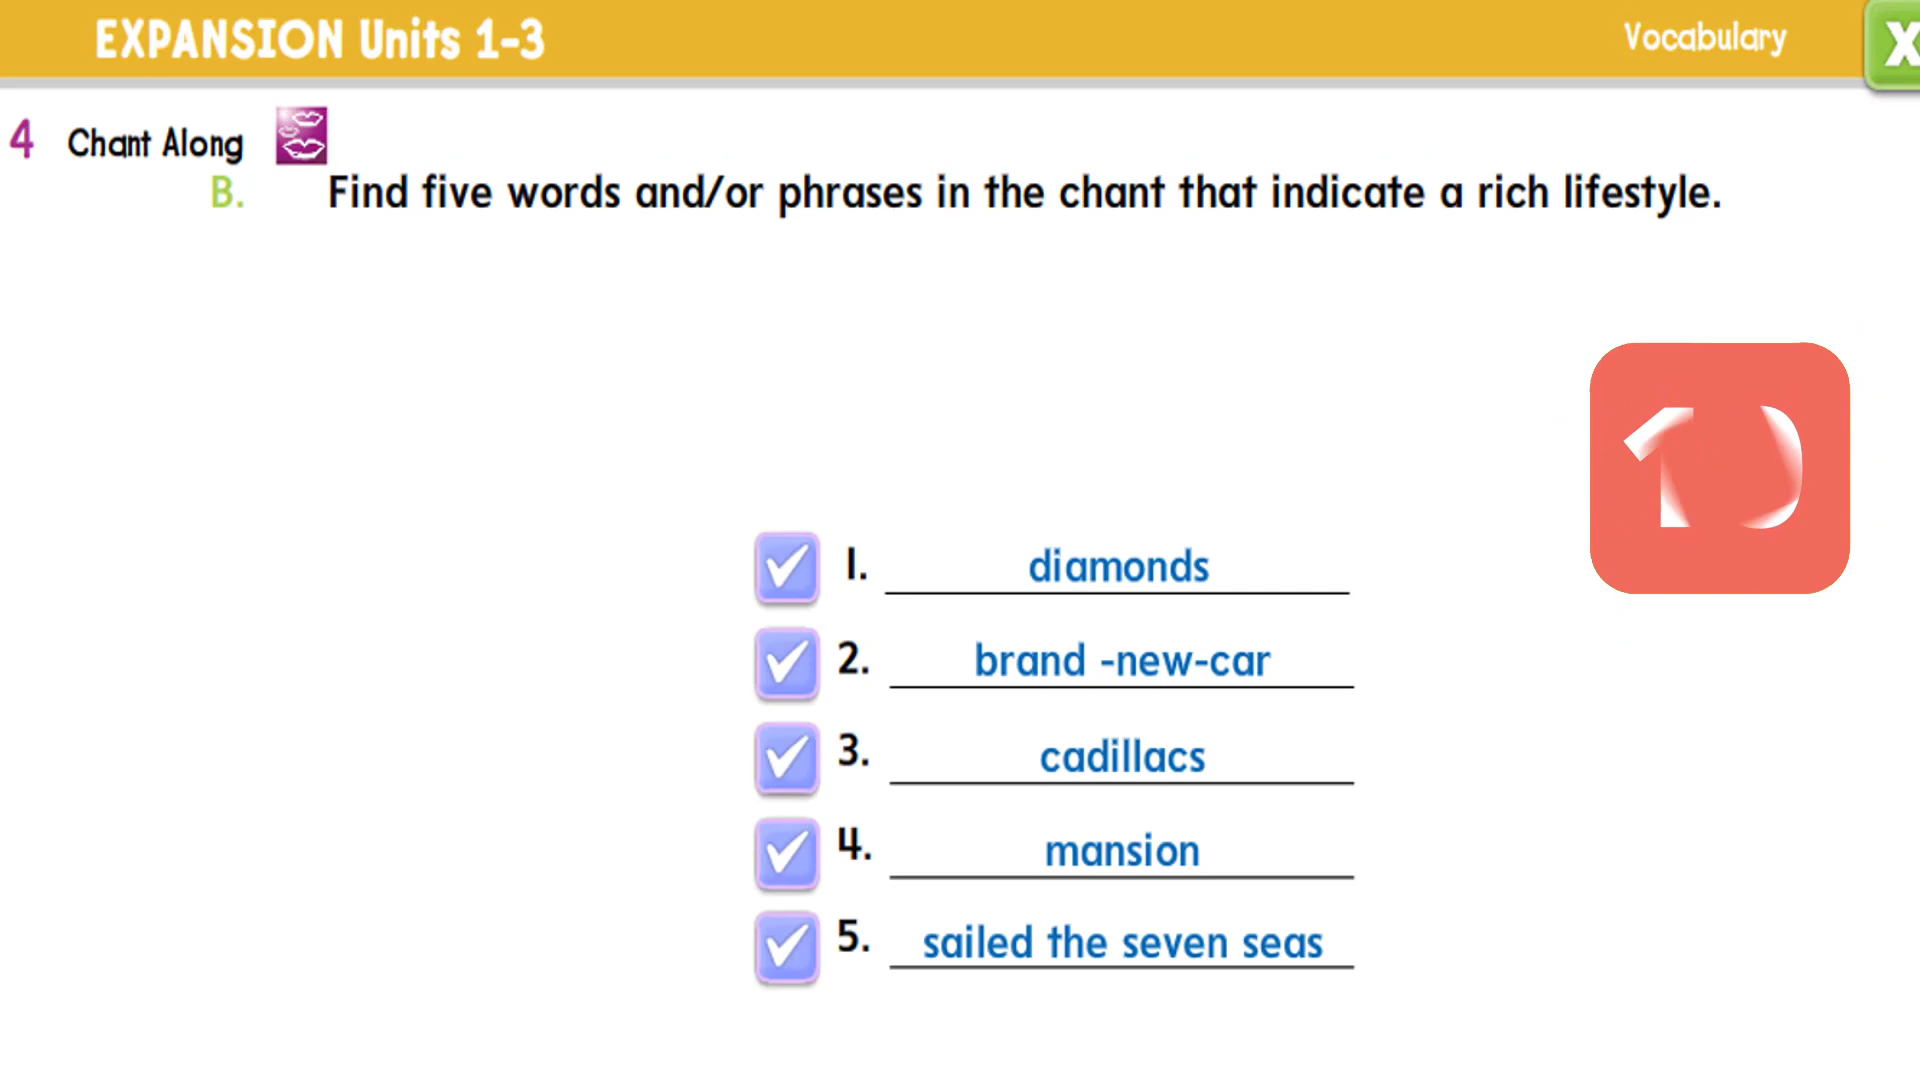 EXPANSION Units 1-3
Vocabulary
X
4 Chant Along
B. Find five words and/or phrases in the chant that indicate a rich lifestyle.
10
1. diamonds
2. brand -new-car
3. cadillacs
4. mansion
5. sailed the seven seas